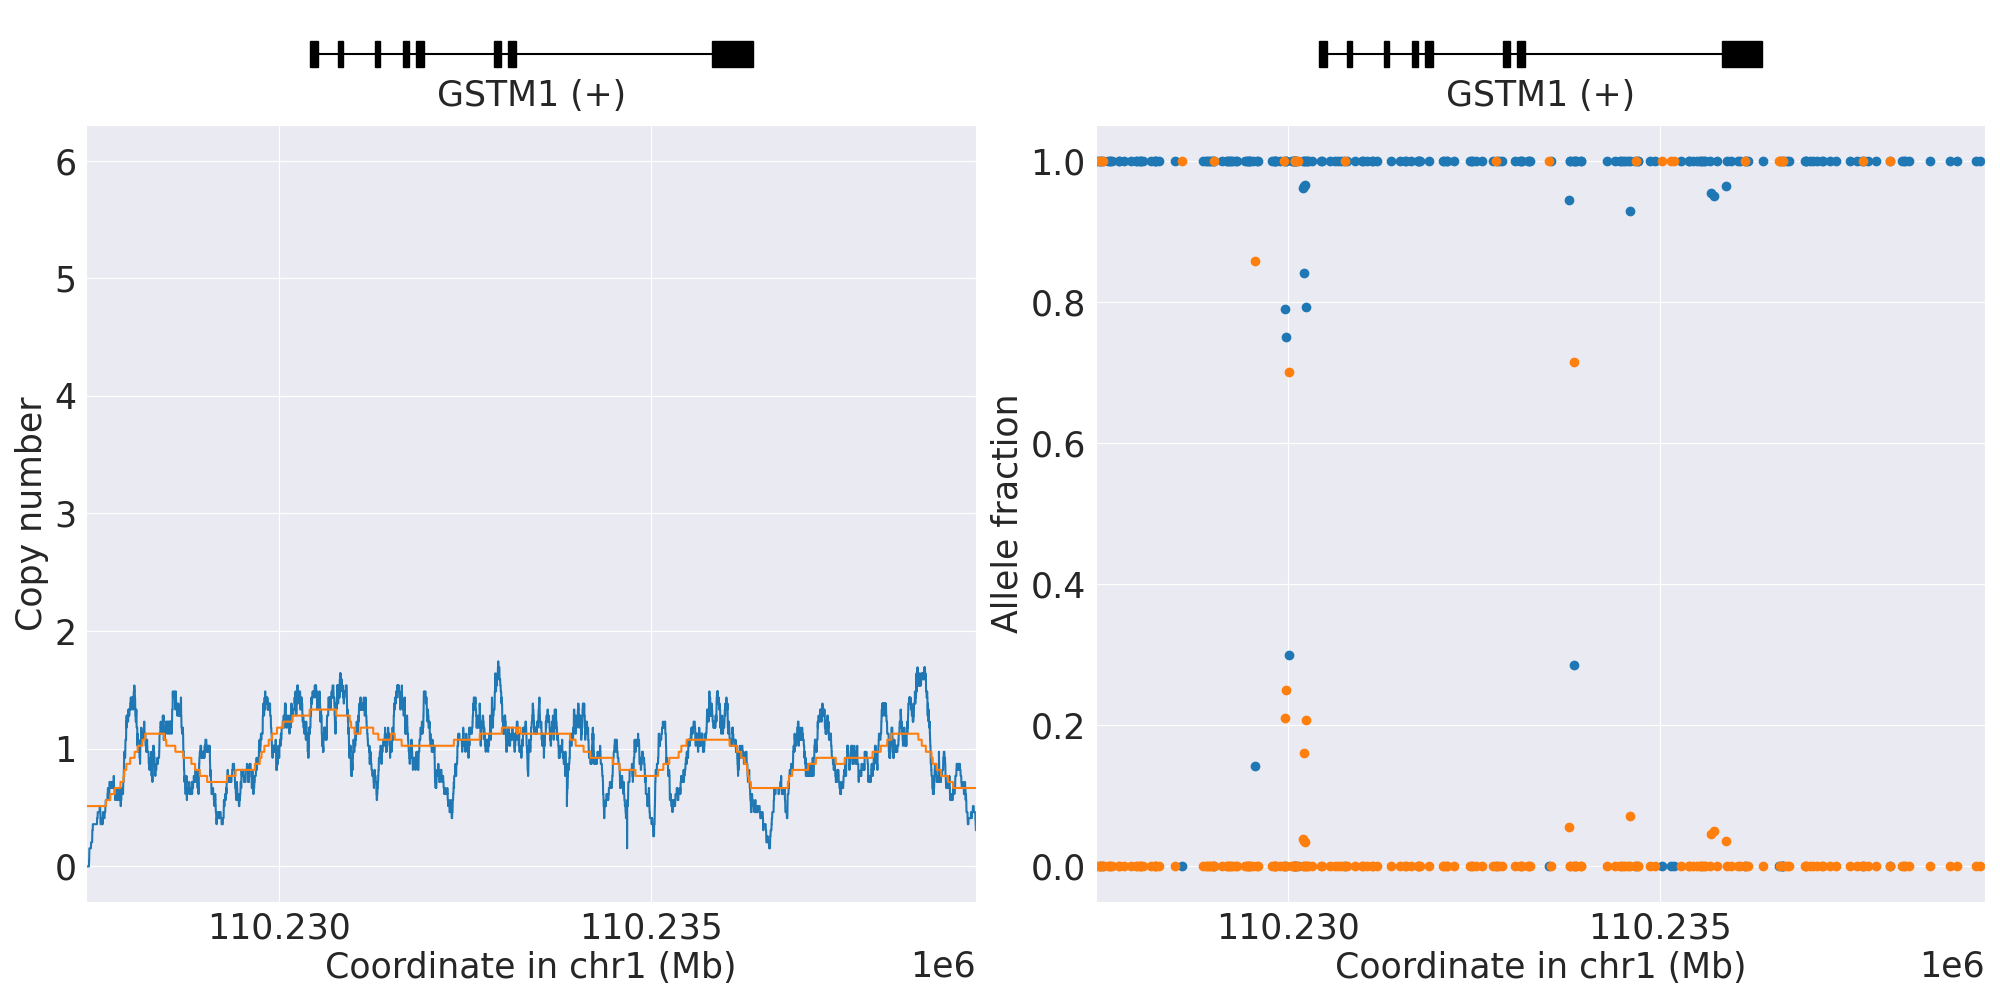 GSTM1 (+)
6
5
4
3
2
1
0
Copy number
110.230
110.235
Coordinate in chr1 (Mb)
1e6
GSTM1 (+)
1.0
0.8
0.6
0.4
0.2
0.0
Allele fraction
110.230
110.235
Coordinate in chr1 (Mb)
1e6